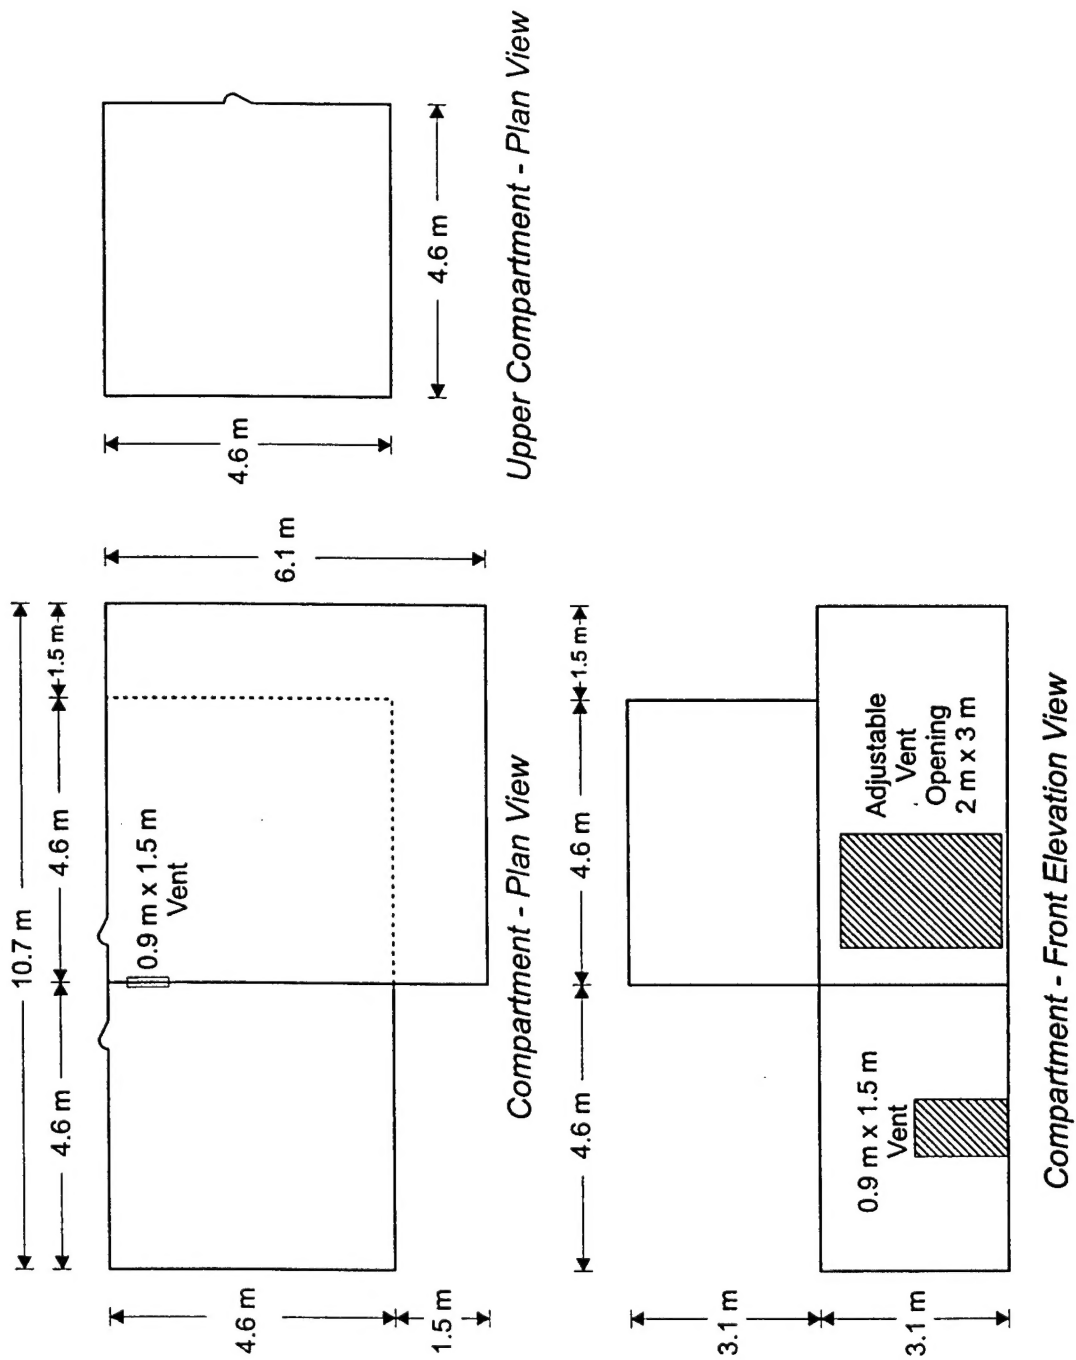 10.7 m
4.6 m
4.6 m
1.5 m
0.9 m x 1.5 m
Vent
4.6 m
1.5 m
6.1 m
Compartment - Plan View
4.6 m
4.6 m
Upper Compartment - Plan View
4.6 m
4.6 m
1.5 m
3.1 m
3.1 m
0.9 m x 1.5 m
Vent
Adjustable
Vent
Opening
2 m x 3 m
Compartment - Front Elevation View